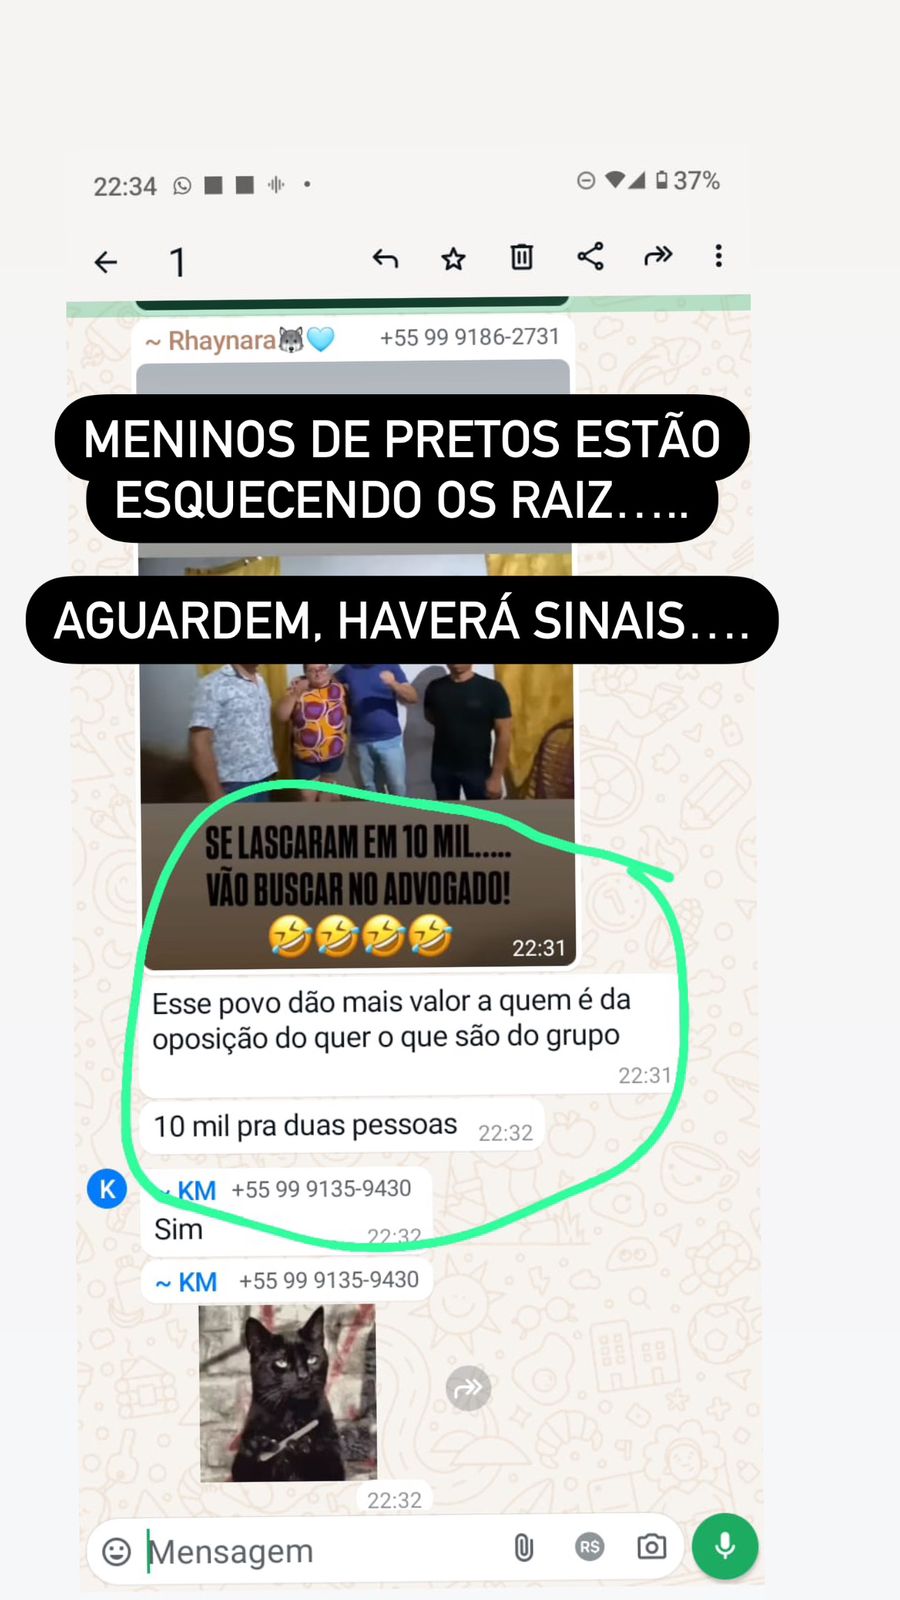 22:34
37%
1
~ Rhaynara🐺🩵 +55 99 9186-2731
MENINOS DE PRETOS ESTÃO
ESQUECENDO OS RAIZ.....
AGUARDEM, HAVERÁ SINAIS....
SE LASCARAM EM 10 MIL.....
VÃO BUSCAR NO ADVOGADO!
🤣🤣🤣🤣
22:31
Esse povo dão mais valor a quem é da
oposição do quer o que são do grupo
22:31
10 mil pra duas pessoas 22:32
K
~ KM +55 99 9135-9430
Sim
22:32
~ KM +55 99 9135-9430
22:32
Mensagem
R$